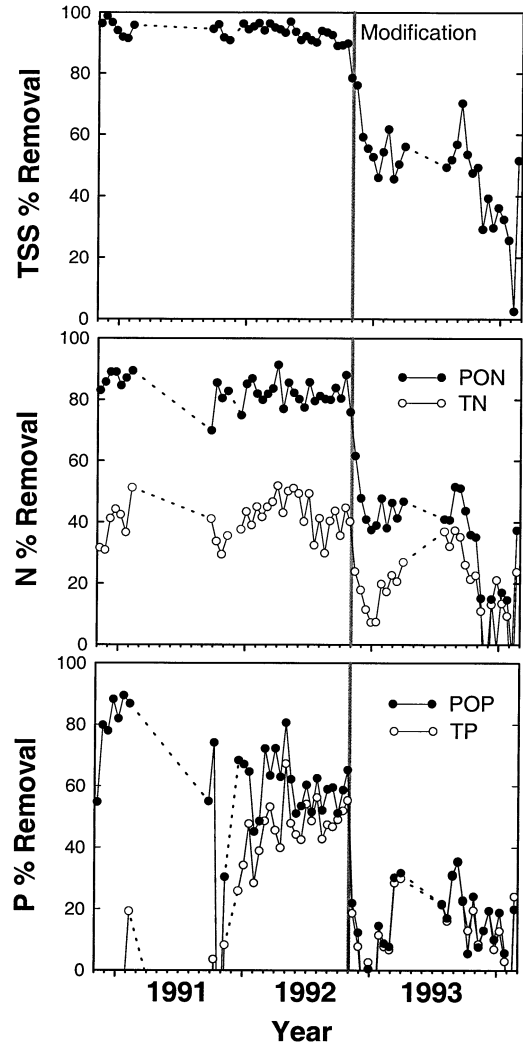 100
80
60
40
20
0
TSS % Removal
Modification
100
80
60
40
20
0
N % Removal
PON
TN
100
80
60
40
20
0
P % Removal
POP
TP
1991 1992 1993
Year